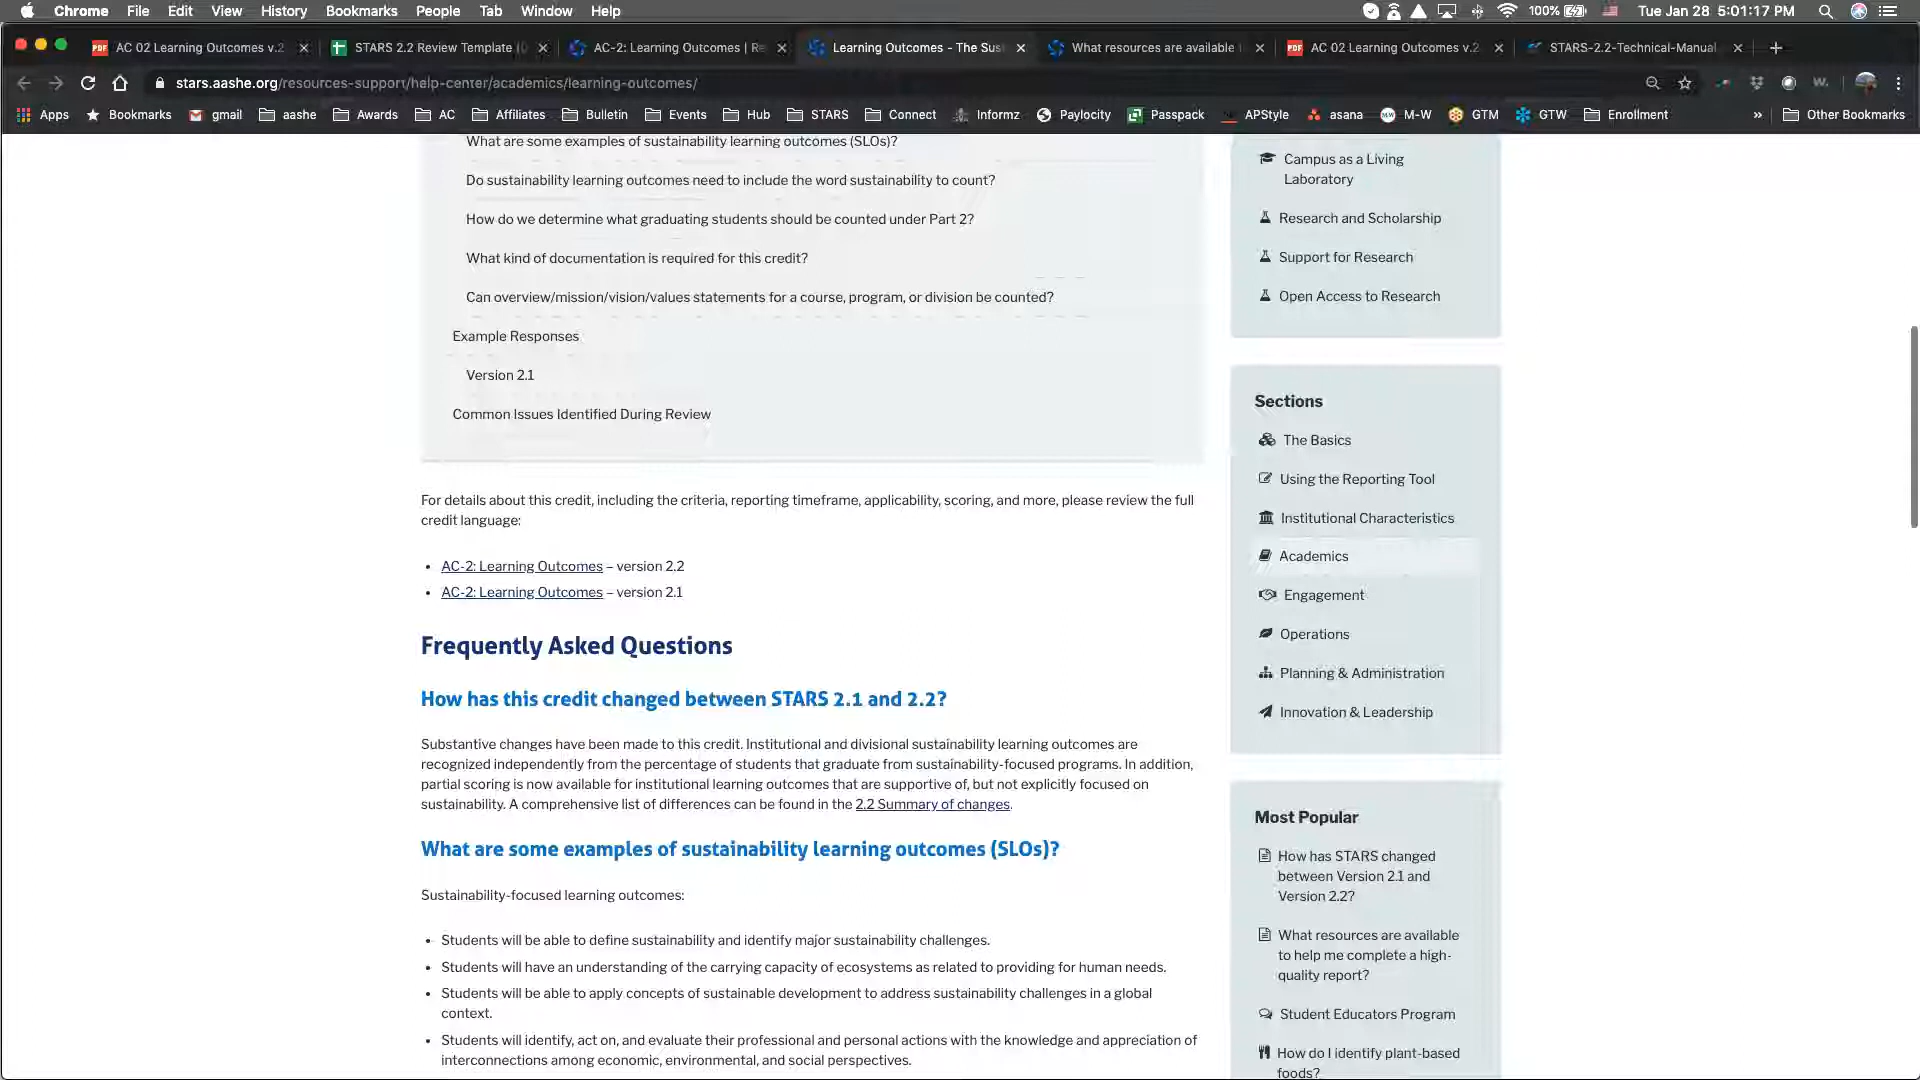 Chrome File Edit View History Bookmarks People Tab Window Help 100% Tue Jan 28 5:01:17 PM
AC 02 Learning Outcomes v.2 STARS 2.2 Review Template AC-2: Learning Outcomes | Re Learning Outcomes - The Sus What resources are available AC 02 Learning Outcomes v.2 STARS-2.2-Technical-Manual
stars.aashe.org/resources-support/help-center/academics/learning-outcomes/
Apps Bookmarks gmail aashe Awards AC Affiliates Bulletin Events Hub STARS Connect Informz Paylocity Passpack APStyle asana M-W GTM GTW Enrollment » Other Bookmarks
What are some examples of sustainability learning outcomes (SLOs)?
Do sustainability learning outcomes need to include the word sustainability to count?
How do we determine what graduating students should be counted under Part 2?
What kind of documentation is required for this credit?
Can overview/mission/vision/values statements for a course, program, or division be counted?
Example Responses
Version 2.1
Common Issues Identified During Review
For details about this credit, including the criteria, reporting timeframe, applicability, scoring, and more, please review the full
credit language:
• AC-2: Learning Outcomes – version 2.2
• AC-2: Learning Outcomes – version 2.1
Frequently Asked Questions
How has this credit changed between STARS 2.1 and 2.2?
Substantive changes have been made to this credit. Institutional and divisional sustainability learning outcomes are
recognized independently from the percentage of students that graduate from sustainability-focused programs. In addition,
partial scoring is now available for institutional learning outcomes that are supportive of, but not explicitly focused on
sustainability. A comprehensive list of differences can be found in the 2.2 Summary of changes.
What are some examples of sustainability learning outcomes (SLOs)?
Sustainability-focused learning outcomes:
• Students will be able to define sustainability and identify major sustainability challenges.
• Students will have an understanding of the carrying capacity of ecosystems as related to providing for human needs.
• Students will be able to apply concepts of sustainable development to address sustainability challenges in a global
context.
• Students will identify, act on, and evaluate their professional and personal actions with the knowledge and appreciation of
interconnections among economic, environmental, and social perspectives.
Campus as a Living
Laboratory
Research and Scholarship
Support for Research
Open Access to Research
Sections
The Basics
Using the Reporting Tool
Institutional Characteristics
Academics
Engagement
Operations
Planning & Administration
Innovation & Leadership
Most Popular
How has STARS changed
between Version 2.1 and
Version 2.2?
What resources are available
to help me complete a high-
quality report?
Student Educators Program
How do I identify plant-based
foods?